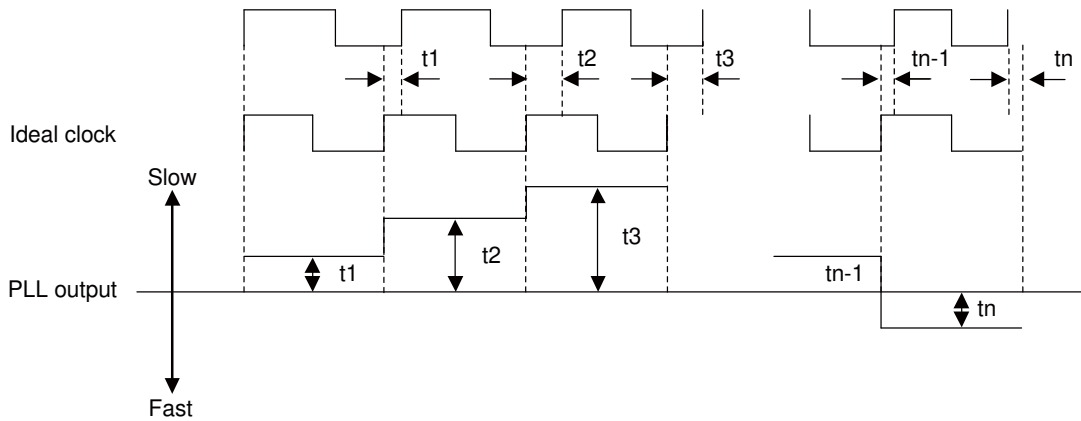 t1
t2
t3
tn-1
tn
Ideal clock
Slow
t1
t2
t3
tn-1
tn
PLL output
Fast